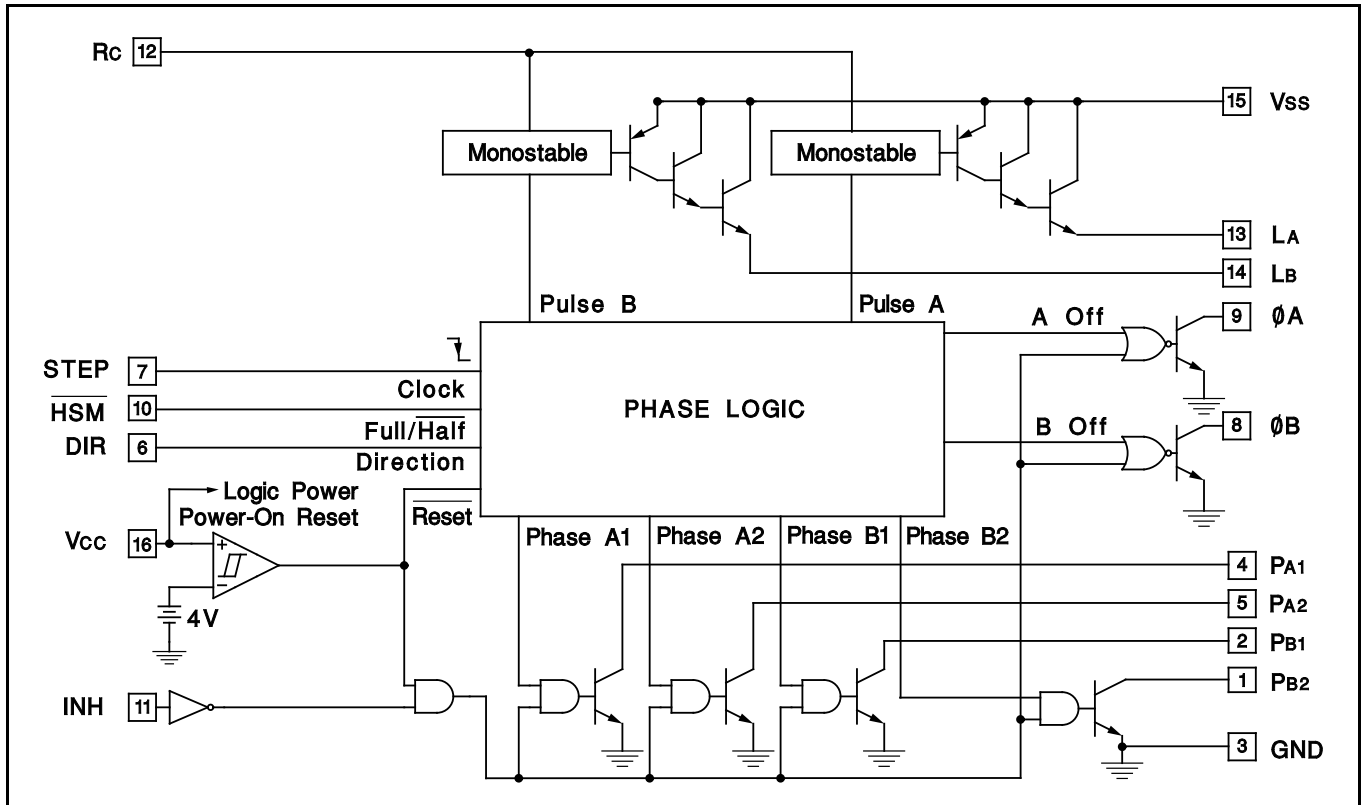 RC 12
15 VSS
Monostable
Monostable
13 LA
14 LB
Pulse B
Pulse A
A Off
9 ØA
STEP 7
Clock
HSM 10
PHASE LOGIC
Full/Half
B Off
8 ØB
DIR 6
Direction
Logic Power
Power-On Reset
Reset
VCC 16
+
−
4V
Phase A1
Phase A2
Phase B1
Phase B2
4 PA1
5 PA2
2 PB1
1 PB2
INH 11
3 GND